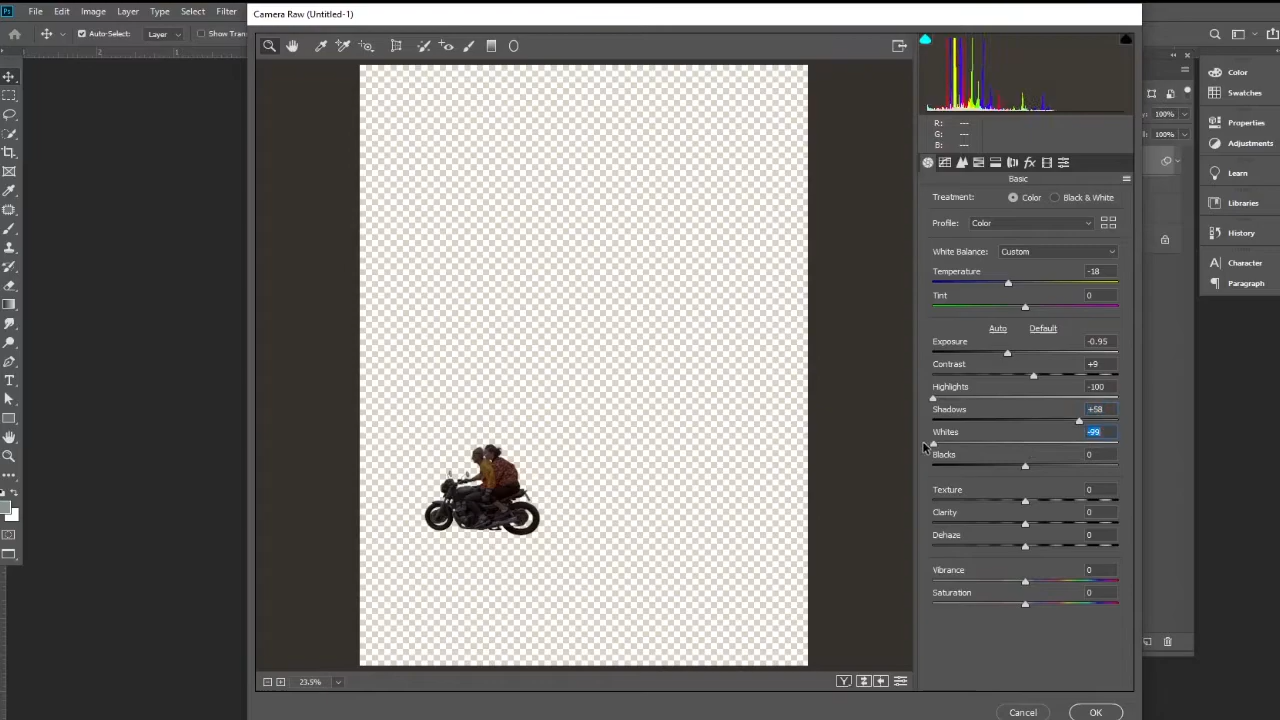 Ps File Edit Image Layer Type Select Filter
Camera Raw (Untitled-1)
Auto-Select: Layer Show Tran
1 2
R: ---
G: ---
B: ---
Basic
Treatment: Color Black & White
Profile: Color
White Balance: Custom
Temperature -18
Tint 0
Auto Default
Exposure -0.95
Contrast +9
Highlights -100
Shadows +58
Whites -99
Blacks 0
Texture 0
Clarity 0
Dehaze 0
Vibrance 0
Saturation 0
23.5%
Y
Cancel OK
100%
100%
Color
Swatches
Properties
Adjustments
Learn
Libraries
History
Character
Paragraph